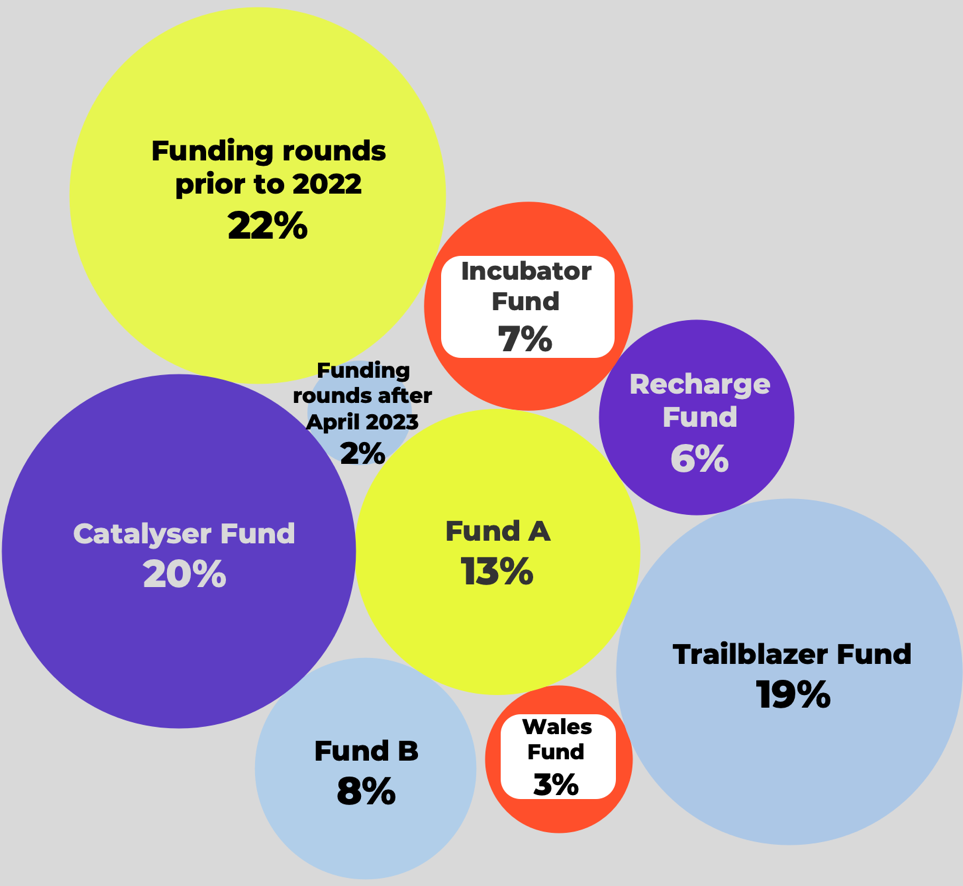 Funding rounds
prior to 2022
22%
Incubator
Fund
7%
Funding
rounds after
April 2023
2%
Recharge
Fund
6%
Catalyser Fund
20%
Fund A
13%
Trailblazer Fund
19%
Fund B
8%
Wales
Fund
3%